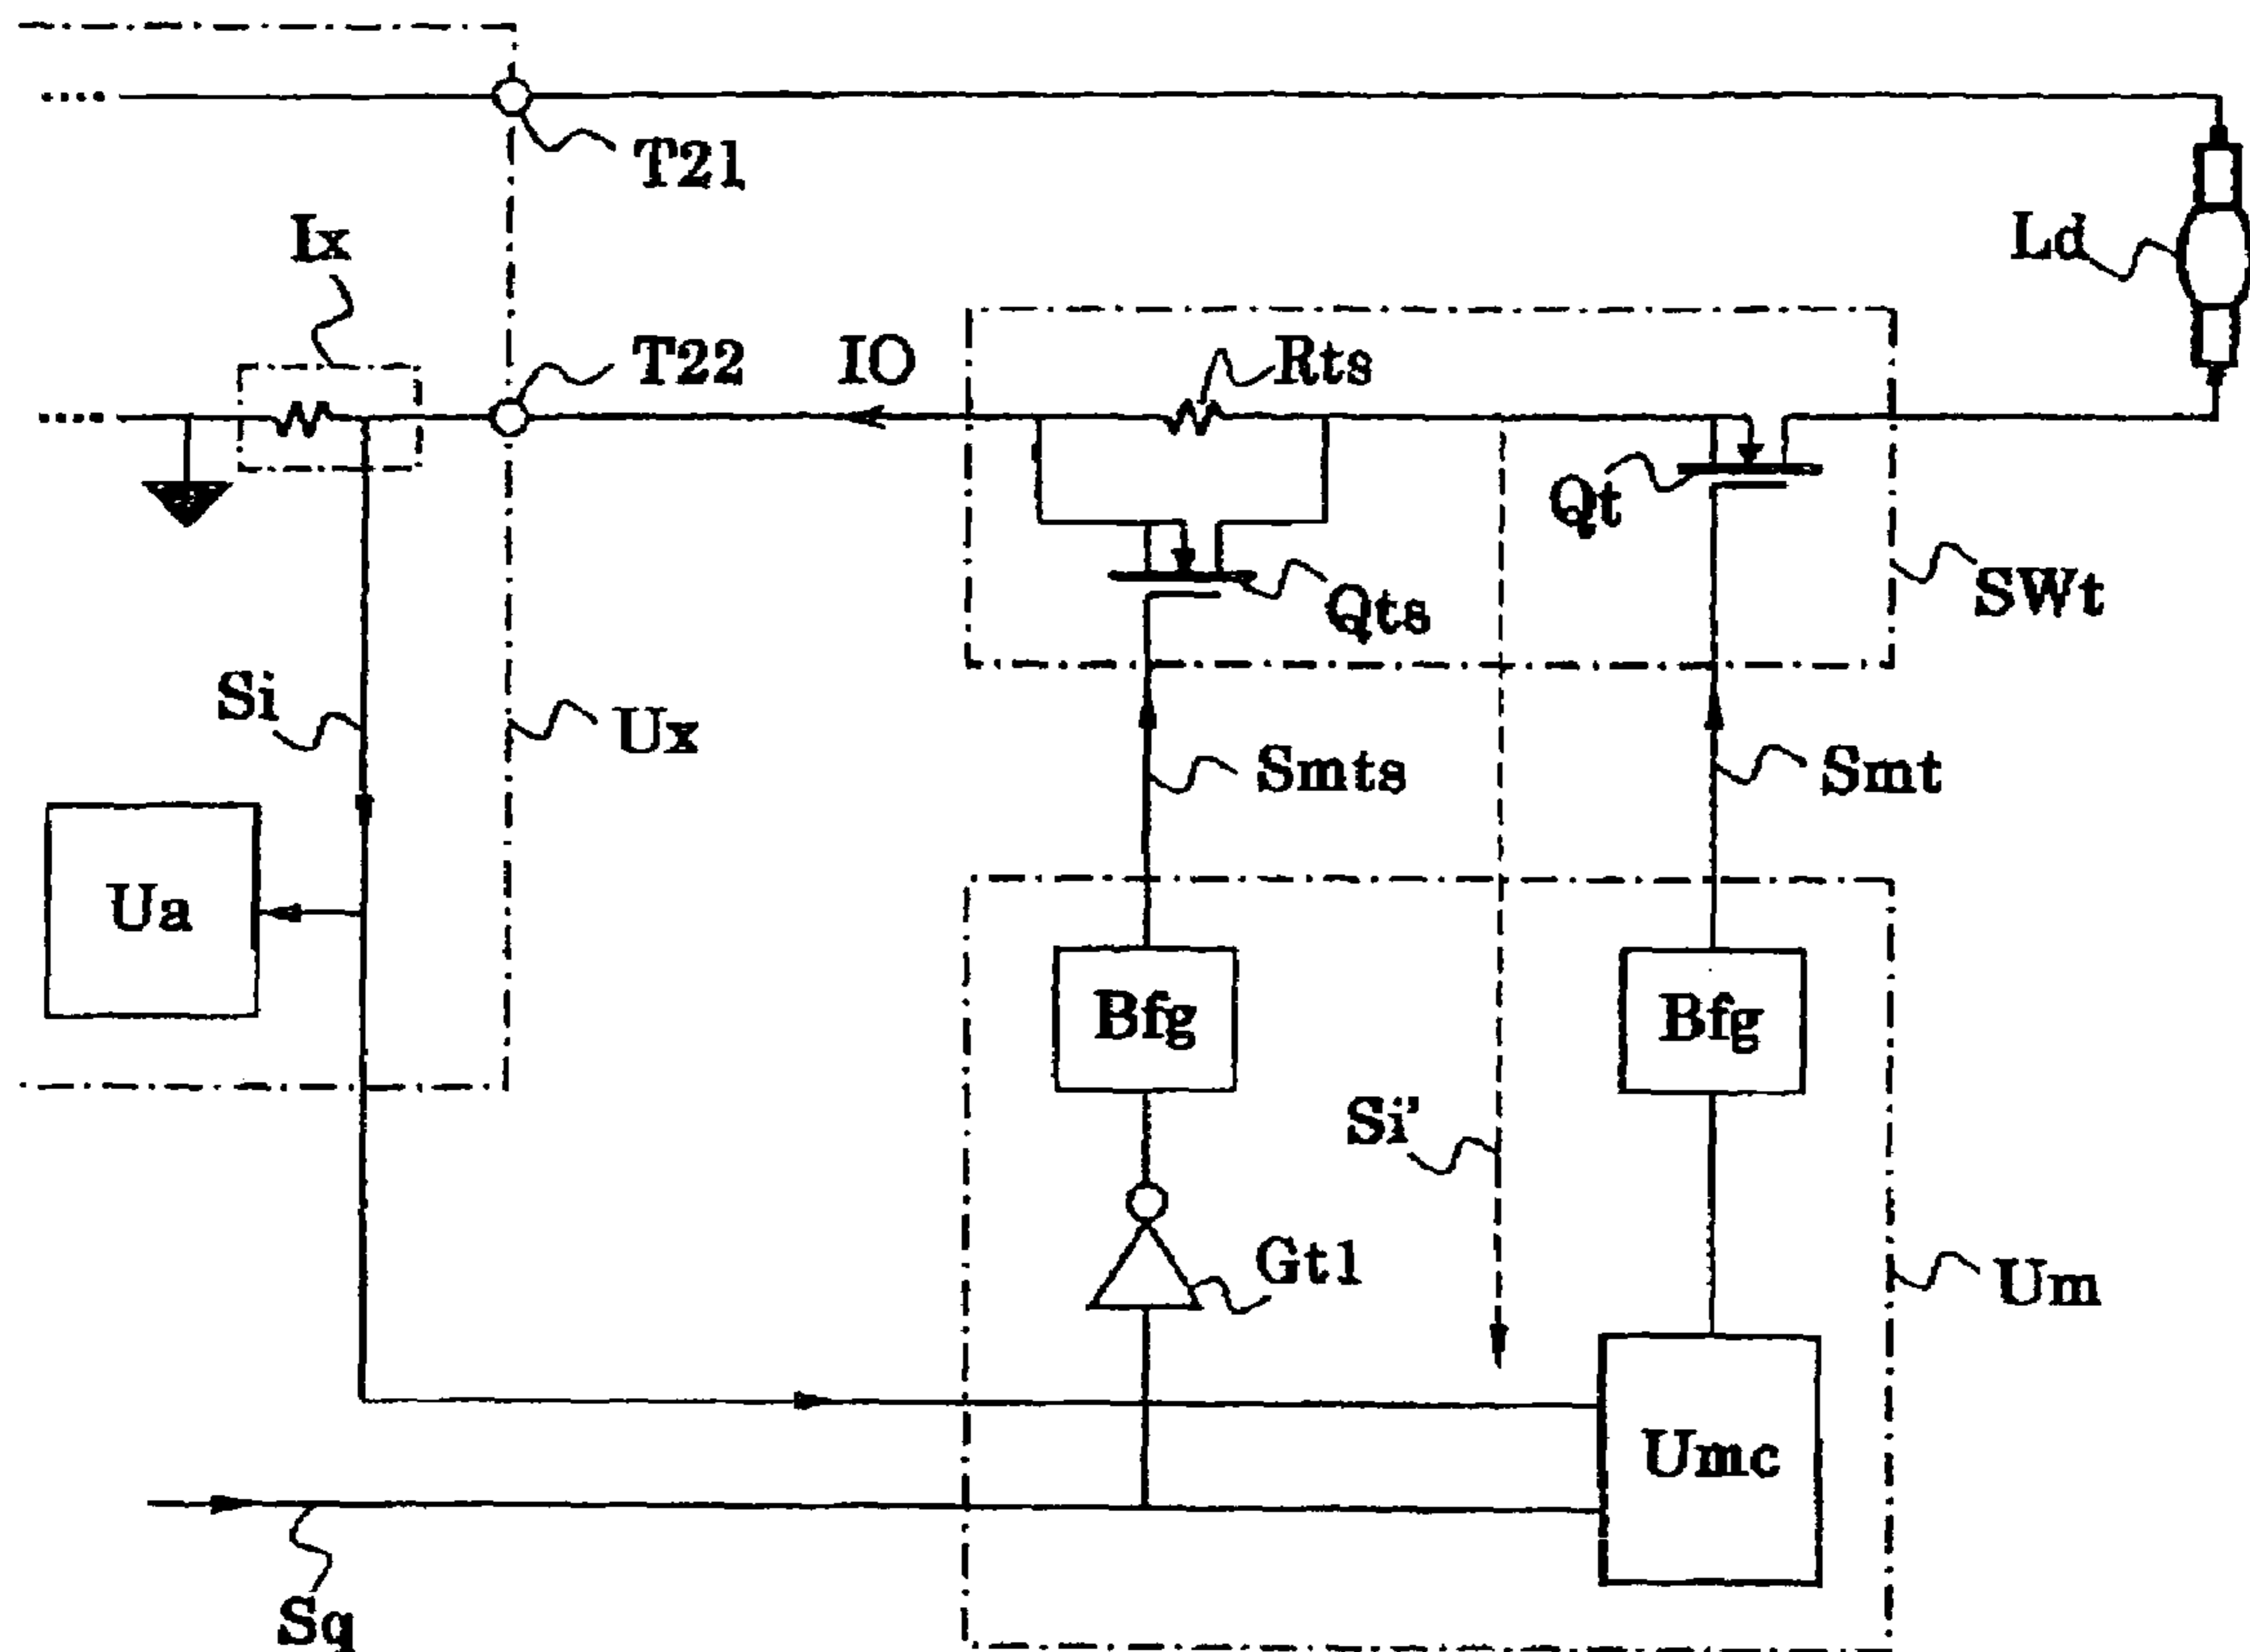 T21
Ix
Ld
T22
IO
Rts
Qt
Qts
SWt
Si
Ux
Smts
Smt
Ua
Bfg
Bfg
Si’
Gt1
Um
Umc
Sq